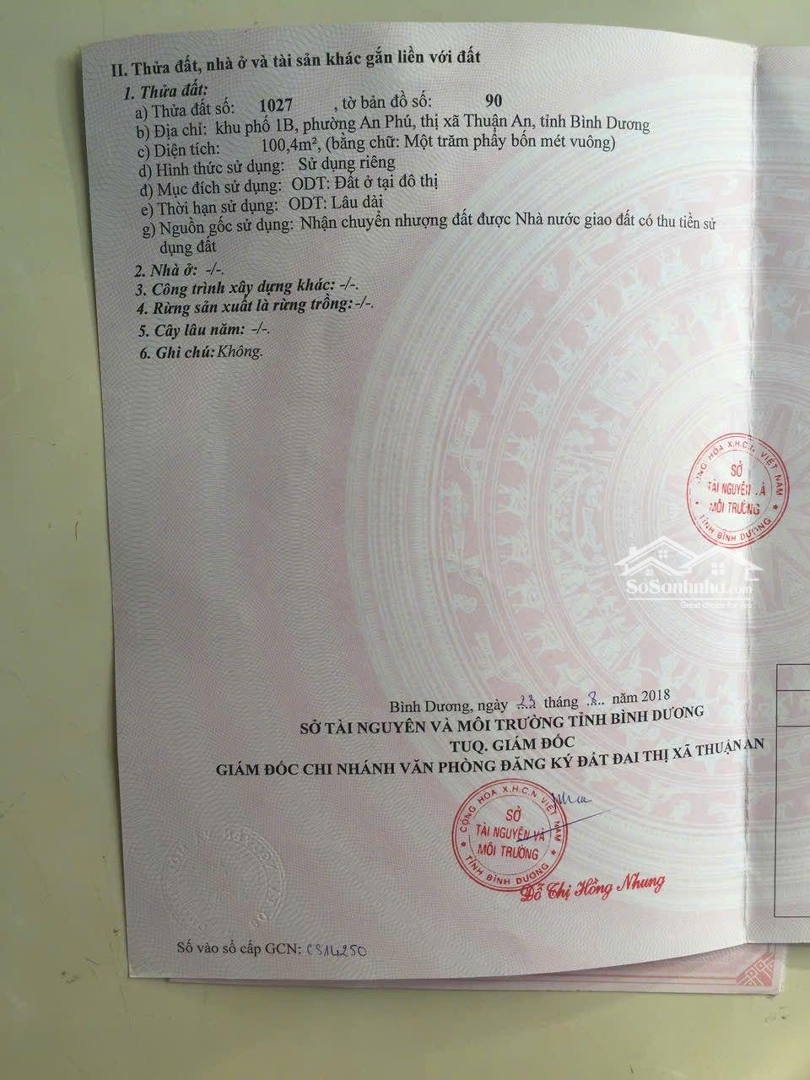 II. Thửa đất, nhà ở và tài sản khác gắn liền với đất
1. Thửa đất:
a) Thửa đất số: 1027 , tờ bản đồ số: 90
b) Địa chỉ: khu phố 1B, phường An Phú, thị xã Thuận An, tỉnh Bình Dương
c) Diện tích: 100,4m², (bằng chữ: Một trăm phẩy bốn mét vuông)
d) Hình thức sử dụng: Sử dụng riêng
đ) Mục đích sử dụng: ODT: Đất ở tại đô thị
e) Thời hạn sử dụng: ODT: Lâu dài
g) Nguồn gốc sử dụng: Nhận chuyển nhượng đất được Nhà nước giao đất có thu tiền sử
dụng đất
2. Nhà ở: -/-.
3. Công trình xây dựng khác: -/-.
4. Rừng sản xuất là rừng trồng:-/-.
5. Cây lâu năm: -/-.
6. Ghi chú: Không.
CỘNG HÒA X.H.C.N VIỆT NAM
SỞ
TÀI NGUYÊN VÀ
MÔI TRƯỜNG
TỈNH BÌNH DƯƠNG
SoSanhnha.com
Great choice for you
Bình Dương, ngày 23 tháng 8.. năm 2018
SỞ TÀI NGUYÊN VÀ MÔI TRƯỜNG TỈNH BÌNH DƯƠNG
TUQ. GIÁM ĐỐC
GIÁM ĐỐC CHI NHÁNH VĂN PHÒNG ĐĂNG KÝ ĐẤT ĐAI THỊ XÃ THUẬN AN
CỘNG HÒA X.H.C.N VIỆT NAM
SỞ
TÀI NGUYÊN VÀ
MÔI TRƯỜNG
TỈNH BÌNH DƯƠNG
Đỗ Thị Hồng Nhung
Số vào sổ cấp GCN: CS14250